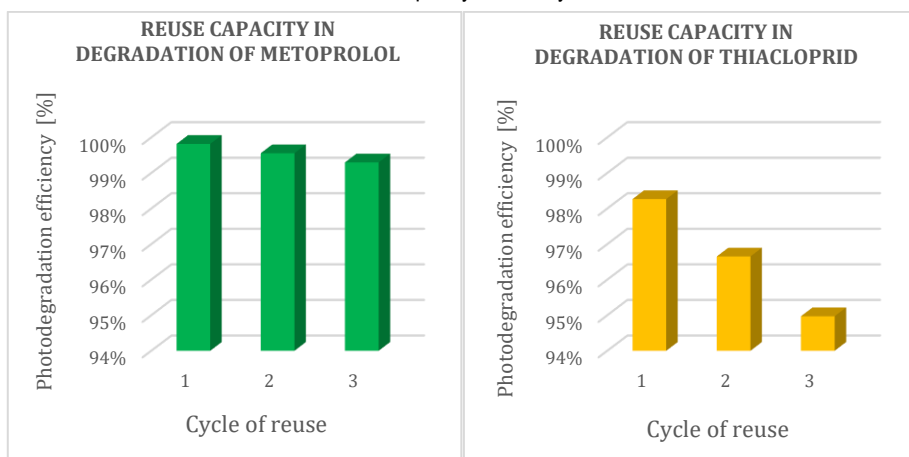 REUSE CAPACITY IN
DEGRADATION OF METOPROLOL
Photodegradation efficiency [%]
100%
99%
98%
97%
96%
95%
94%
1 2 3
Cycle of reuse
REUSE CAPACITY IN
DEGRADATION OF THIACLOPRID
Photodegradation efficiency [%]
100%
99%
98%
97%
96%
95%
94%
1 2 3
Cycle of reuse